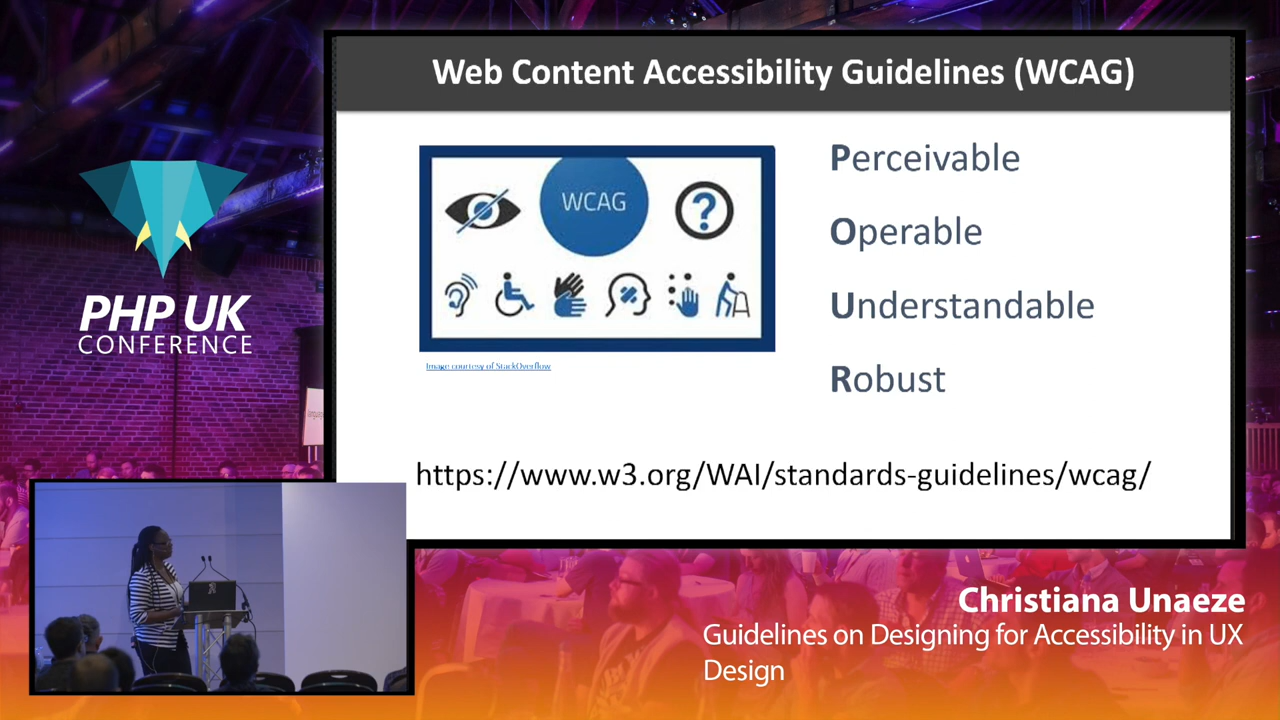 Web Content Accessibility Guidelines (WCAG)
WCAG
Perceivable
Operable
Understandable
Robust
Image courtesy of StackOverflow
https://www.w3.org/WAI/standards-guidelines/wcag/
PHP UK
CONFERENCE
Christiana Unaeze
Guidelines on Designing for Accessibility in UX
Design